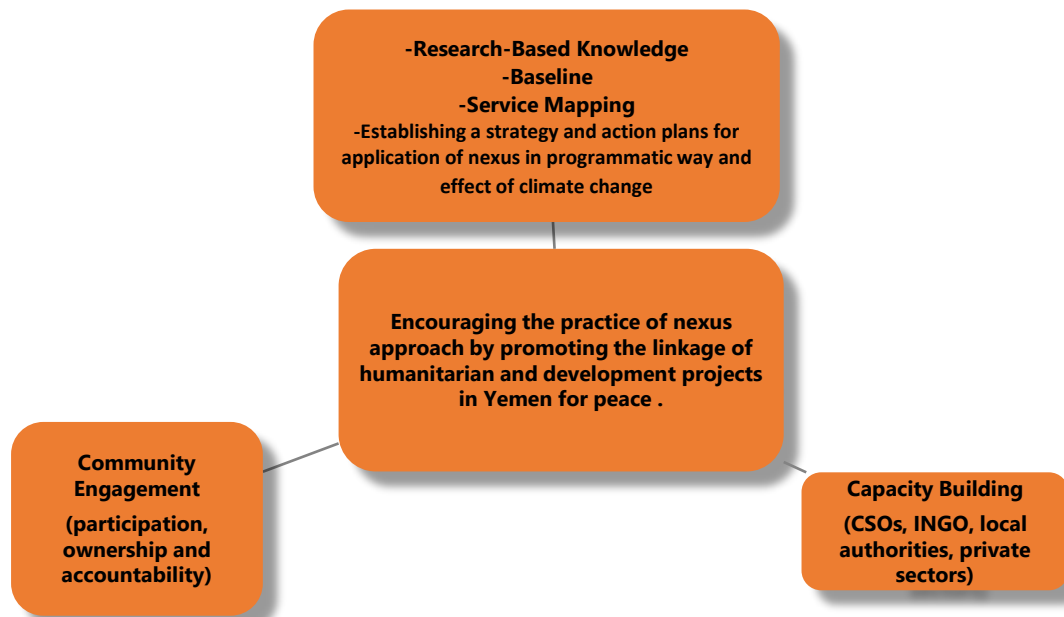 -Research-Based Knowledge
-Baseline
-Service Mapping
-Establishing a strategy and action plans for
application of nexus in programmatic way and
effect of climate change
Encouraging the practice of nexus
approach by promoting the linkage of
humanitarian and development projects
in Yemen for peace .
Community
Engagement
(participation,
ownership and
accountability)
Capacity Building
(CSOs, INGO, local
authorities, private
sectors)